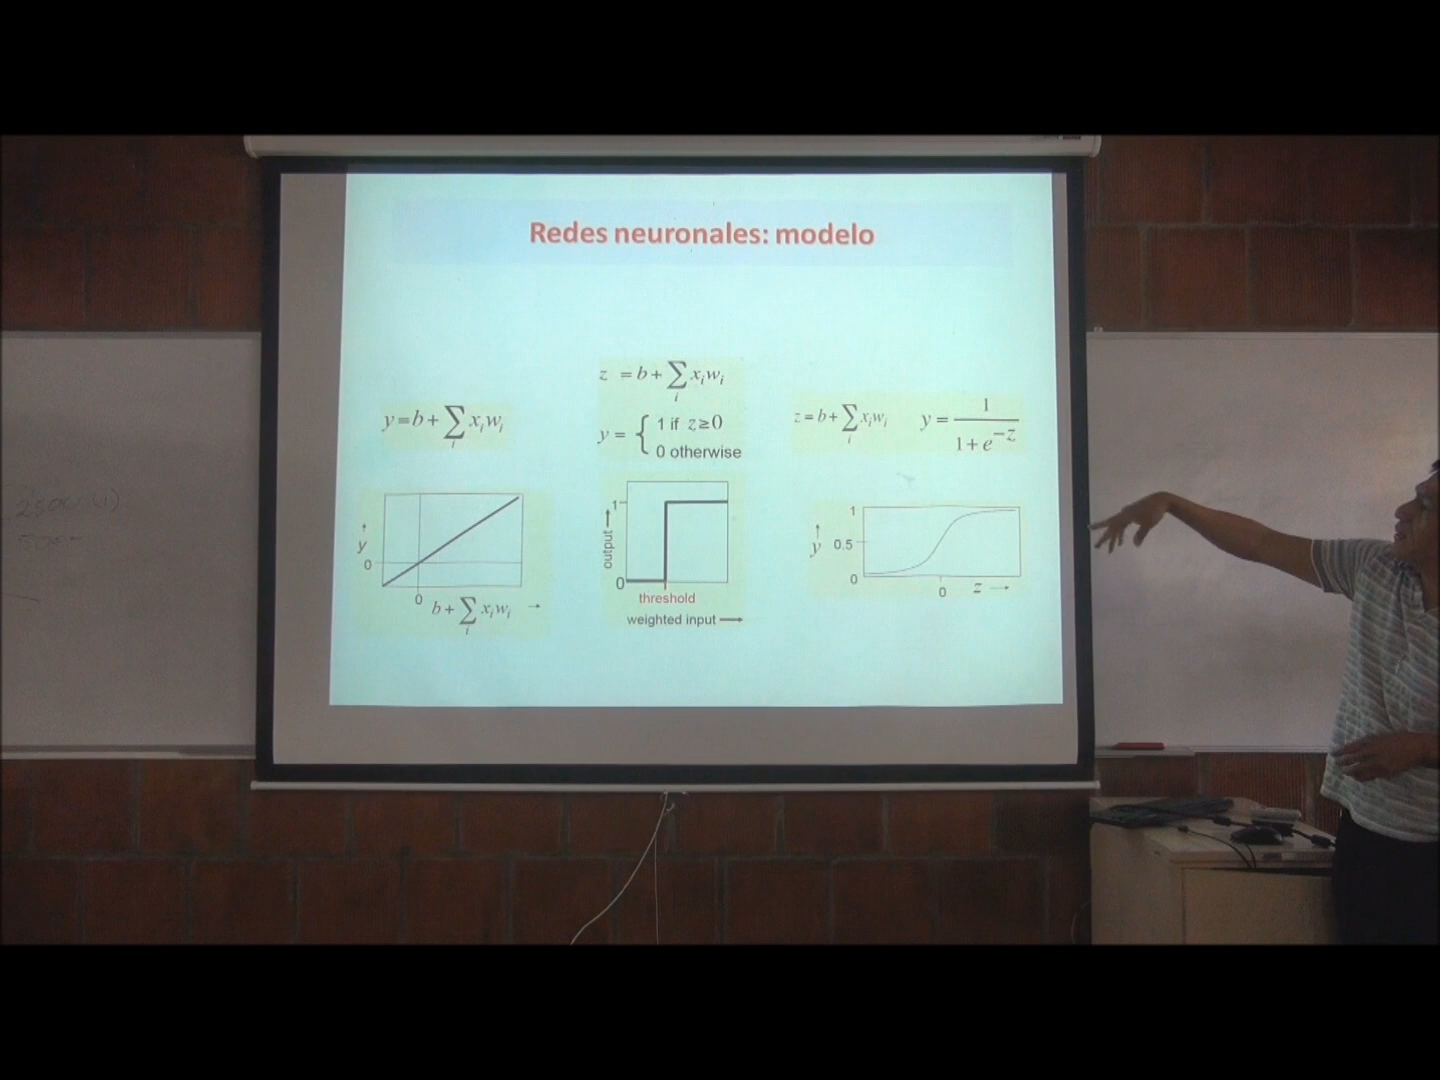 Redes neuronales: modelo
y=b+∑xᵢwᵢ
i
y
0
0
b+∑xᵢwᵢ →
i
z =b+∑xᵢwᵢ
i
y = { 1 if z≥0
0 otherwise
output →
1
0
threshold
weighted input →
z=b+∑xᵢwᵢ
i
y= 1 / 1+e^−z
1
y
0.5
0
0
z →